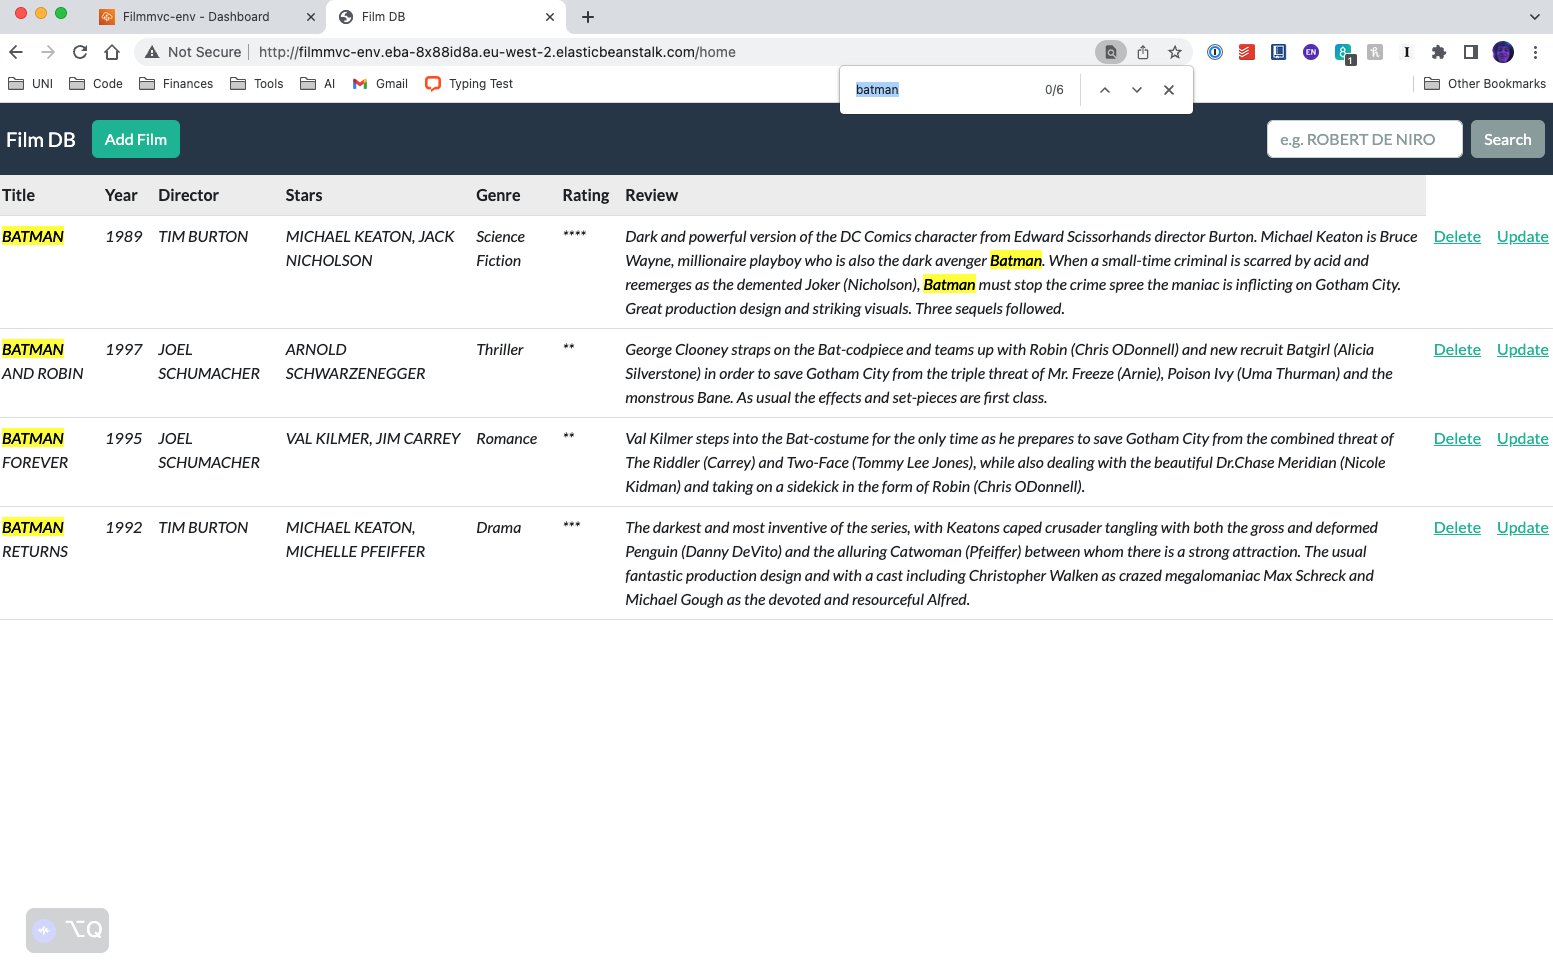 Filmmvc-env - Dashboard
Film DB
Not Secure
http://filmmvc-env.eba-8x88id8a.eu-west-2.elasticbeanstalk.com/home
EN
8
1
I
UNI
Code
Finances
Tools
AI
Gmail
Typing Test
Other Bookmarks
batman
0/6
Film DB
Add Film
e.g. ROBERT DE NIRO
Search
Title Year Director Stars Genre Rating Review
BATMAN 1989 TIM BURTON MICHAEL KEATON, JACK Science **** Dark and powerful version of the DC Comics character from Edward Scissorhands director Burton. Michael Keaton is Bruce Delete Update
NICHOLSON Fiction Wayne, millionaire playboy who is also the dark avenger Batman. When a small-time criminal is scarred by acid and
reemerges as the demented Joker (Nicholson), Batman must stop the crime spree the maniac is inflicting on Gotham City.
Great production design and striking visuals. Three sequels followed.
BATMAN 1997 JOEL ARNOLD Thriller ** George Clooney straps on the Bat-codpiece and teams up with Robin (Chris ODonnell) and new recruit Batgirl (Alicia Delete Update
AND ROBIN SCHUMACHER SCHWARZENEGGER Silverstone) in order to save Gotham City from the triple threat of Mr. Freeze (Arnie), Poison Ivy (Uma Thurman) and the
monstrous Bane. As usual the effects and set-pieces are first class.
BATMAN 1995 JOEL VAL KILMER, JIM CARREY Romance ** Val Kilmer steps into the Bat-costume for the only time as he prepares to save Gotham City from the combined threat of Delete Update
FOREVER SCHUMACHER The Riddler (Carrey) and Two-Face (Tommy Lee Jones), while also dealing with the beautiful Dr.Chase Meridian (Nicole
Kidman) and taking on a sidekick in the form of Robin (Chris ODonnell).
BATMAN 1992 TIM BURTON MICHAEL KEATON, Drama *** The darkest and most inventive of the series, with Keatons caped crusader tangling with both the gross and deformed Delete Update
RETURNS MICHELLE PFEIFFER Penguin (Danny DeVito) and the alluring Catwoman (Pfeiffer) between whom there is a strong attraction. The usual
fantastic production design and with a cast including Christopher Walken as crazed megalomaniac Max Schreck and
Michael Gough as the devoted and resourceful Alfred.
⌥Q